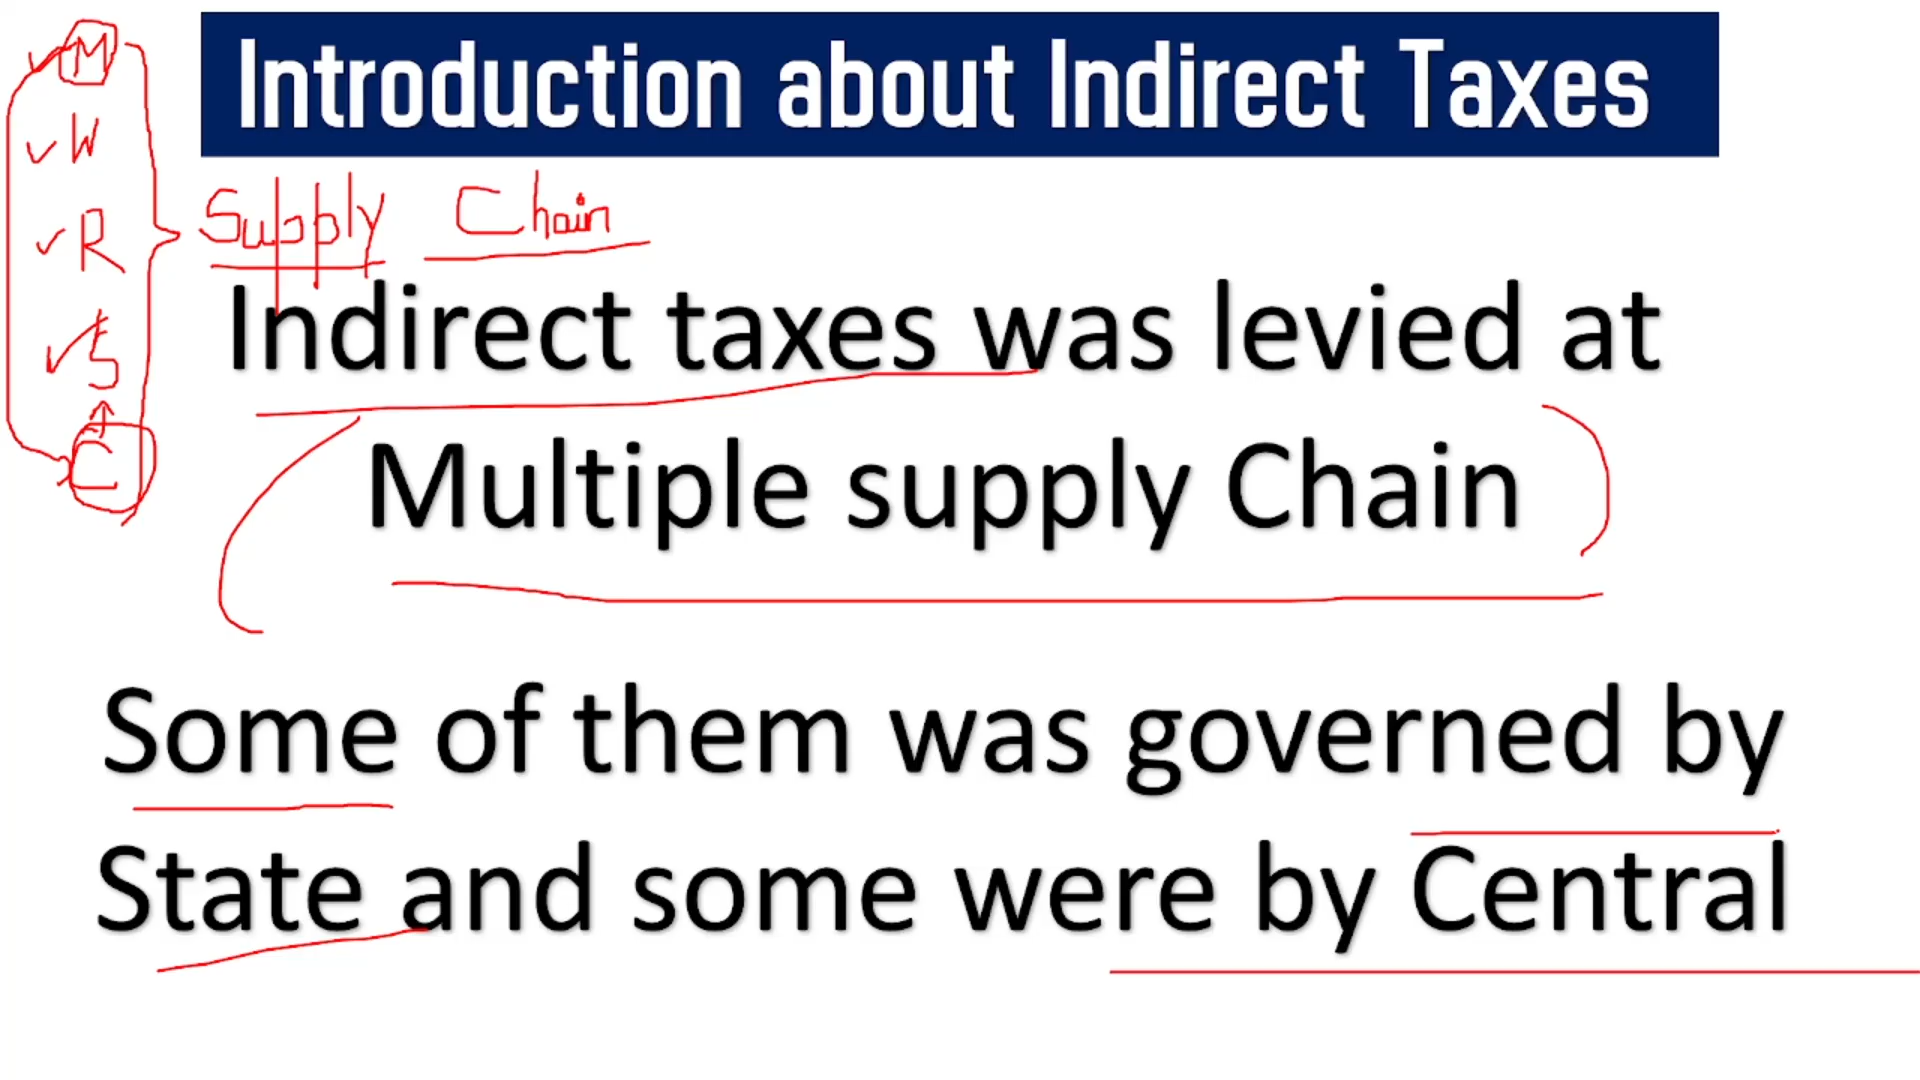 Introduction about Indirect Taxes
M
W
R
Supply Chain
Indirect taxes was levied at
Multiple supply Chain
C
Some of them was governed by
State and some were by Central